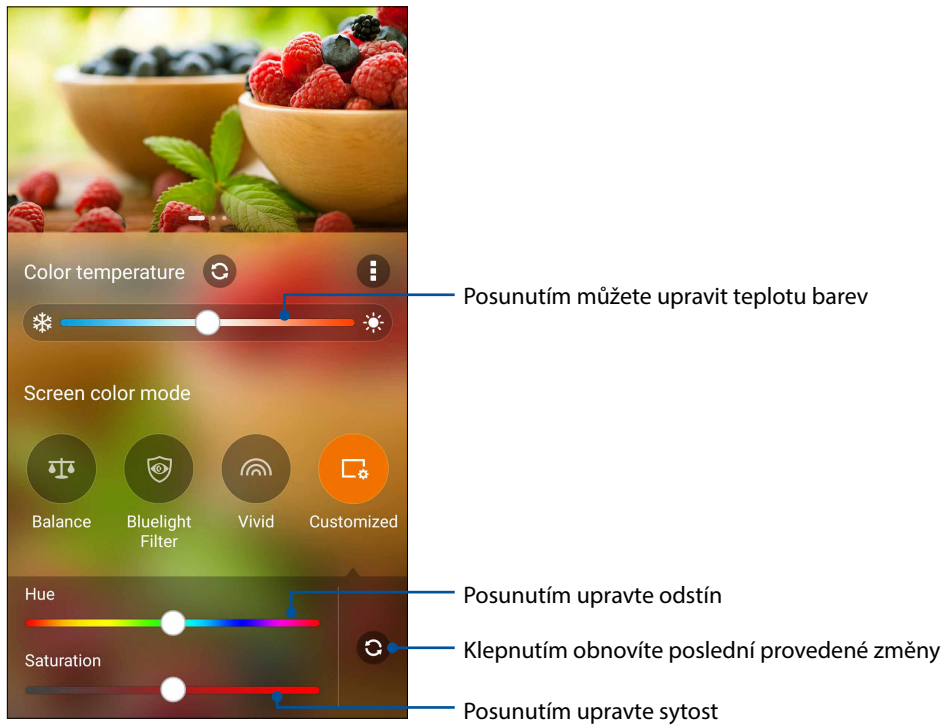 Color temperature
Posunutím můžete upravit teplotu barev
Screen color mode
Balance
Bluelight
Filter
Vivid
Customized
Hue
Posunutím upravte odstín
Klepnutím obnovíte poslední provedené změny
Saturation
Posunutím upravte sytost